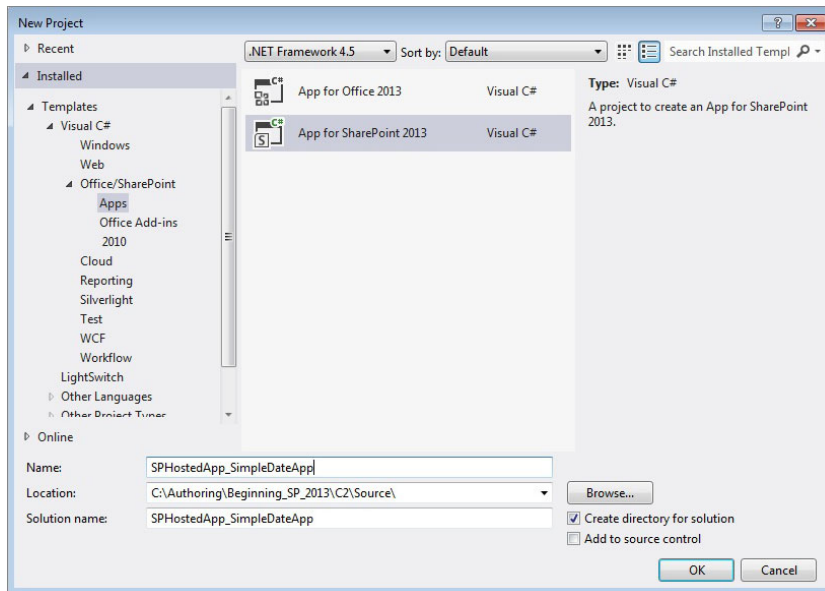 New Project
Recent
.NET Framework 4.5 Sort by: Default Search Installed Templ
Installed
Templates
Visual C#
Windows
Web
Office/SharePoint
Apps
Office Add-ins
2010
Cloud
Reporting
Silverlight
Test
WCF
Workflow
LightSwitch
Other Languages
Other Project Types
Online
C# App for Office 2013 Visual C#
C# S App for SharePoint 2013 Visual C#
Type: Visual C#
A project to create an App for SharePoint
2013.
Name: SPHostedApp_SimpleDateApp
Location: C:\Authoring\Beginning_SP_2013\C2\Source\ Browse...
Solution name: SPHostedApp_SimpleDateApp Create directory for solution
Add to source control
OK Cancel